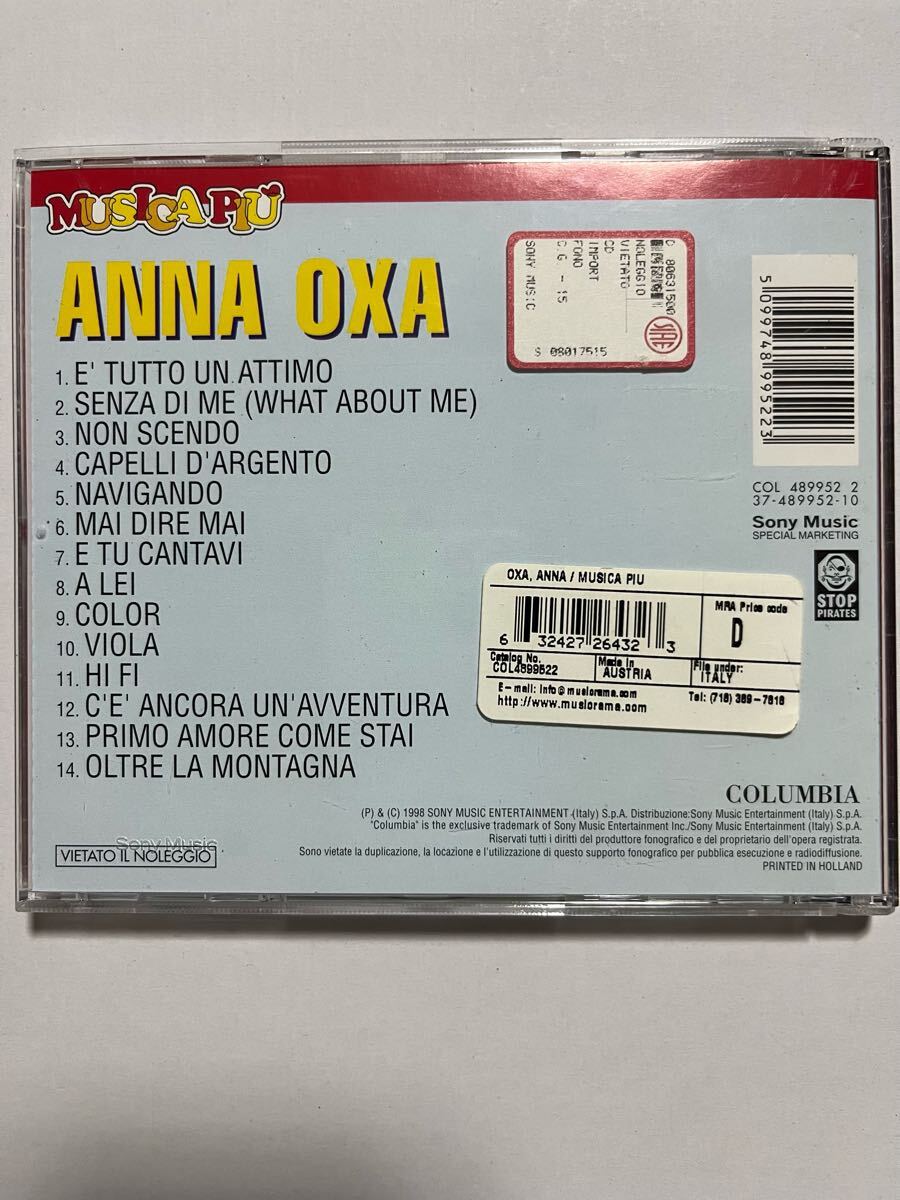 MUSICA PIÙ
ANNA OXA
1. E' TUTTO UN ATTIMO
2. SENZA DI ME (WHAT ABOUT ME)
3. NON SCENDO
4. CAPELLI D'ARGENTO
5. NAVIGANDO
6. MAI DIRE MAI
7. E TU CANTAVI
8. A LEI
9. COLOR
10. VIOLA
11. HI FI
12. C'E' ANCORA UN'AVVENTURA
13. PRIMO AMORE COME STAI
14. OLTRE LA MONTAGNA
D 80631500
VIETATO
NOLEGGIO
CD
IMPORT
FONO
SONY MUSIC
SIAE
S 08017515
5099748995223
COL 489952 2
37-489952-10
Sony Music
SPECIAL MARKETING
STOP
PIRATES
OXA, ANNA / MUSICA PIU
6 32427 26432 3
MRA Price code
D
Catalog No.
COL4899522
Made in
AUSTRIA
File under:
ITALY
E-mail: info@musicrama.com
http://www.musicrama.com
Tel: (718) 389-7818
COLUMBIA
(P) & (C) 1998 SONY MUSIC ENTERTAINMENT (Italy) S.p.A. Distribuzione:Sony Music Entertainment (Italy) S.p.A.
"Columbia" is the exclusive trademark of Sony Music Entertainment Inc./Sony Music Entertainment (Italy) S.p.A.
Riservati tutti i diritti del produttore fonografico e del proprietario dell'opera registrata.
Sono vietate la duplicazione, la locazione e l'utilizzazione di questo supporto fonografico per pubblica esecuzione e radiodiffusione.
PRINTED IN HOLLAND
Sony Music
VIETATO IL NOLEGGIO